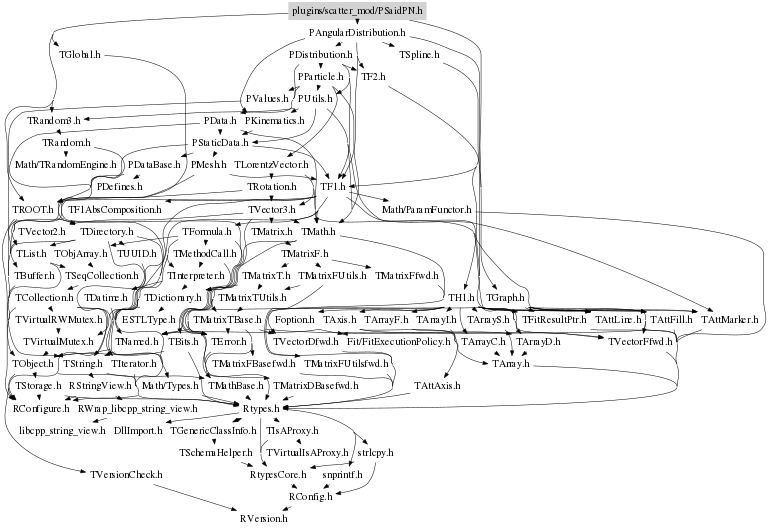 plugins/scatter_mod/PSaidPN.h
PAngularDistribution.h
TGlobal.h
PDistribution.h
TSpline.h
PParticle.h
TF2.h
PValues.h
PUtils.h
TRandom3.h
PData.h
PKinematics.h
TRandom.h
PStaticData.h
Math/TRandomEngine.h
PDataBase.h
PMesh.h
TLorentzVector.h
PDefines.h
TRotation.h
TF1.h
TROOT.h
TF1AbsComposition.h
TVector3.h
Math/ParamFunctor.h
TVector2.h
TDirectory.h
TFormula.h
TMatrix.h
TMath.h
TList.h
TObjArray.h
TUUID.h
TMethodCall.h
TMatrixF.h
TBuffer.h
TSeqCollection.h
TInterpreter.h
TMatrixT.h
TMatrixFUtils.h
TMatrixFfwd.h
TCollection.h
TDatime.h
TDictionary.h
TMatrixTUtils.h
TH1.h
TGraph.h
TVirtualRWMutex.h
ESTLType.h
TMatrixTBase.h
Foption.h
TAxis.h
TArrayF.h
TArrayI.h
TArrayS.h
TFitResultPtr.h
TAttLine.h
TAttFill.h
TAttMarker.h
TVirtualMutex.h
TNamed.h
TBits.h
TError.h
TVectorDfwd.h
Fit/FitExecutionPolicy.h
TArrayC.h
TArrayD.h
TVectorFfwd.h
TObject.h
TString.h
TIterator.h
TMatrixFBasefwd.h
TMatrixFUtilsfwd.h
TArray.h
TStorage.h
RStringView.h
Math/Types.h
TMathBase.h
TMatrixDBasefwd.h
TAttAxis.h
RConfigure.h
RWrap_libcpp_string_view.h
Rtypes.h
libcpp_string_view.h
DllImport.h
TGenericClassInfo.h
TIsAProxy.h
TSchemaHelper.h
TVirtualIsAProxy.h
strlcpy.h
TVersionCheck.h
RtypesCore.h
snprintf.h
RConfig.h
RVersion.h